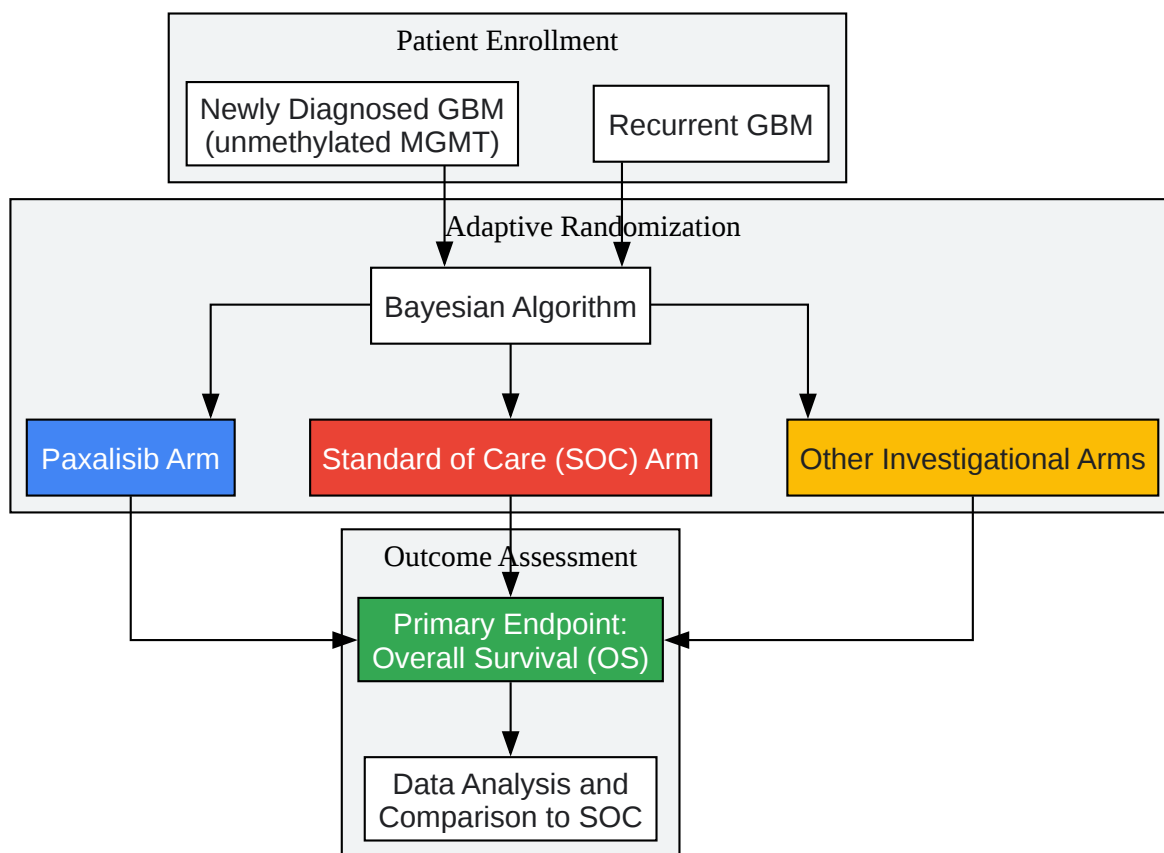 Patient Enrollment
Newly Diagnosed GBM
(unmethylated MGMT)
Recurrent GBM
Adaptive Randomization
Bayesian Algorithm
Paxalisib Arm
Standard of Care (SOC) Arm
Other Investigational Arms
Outcome Assessment
Primary Endpoint:
Overall Survival (OS)
Data Analysis and
Comparison to SOC